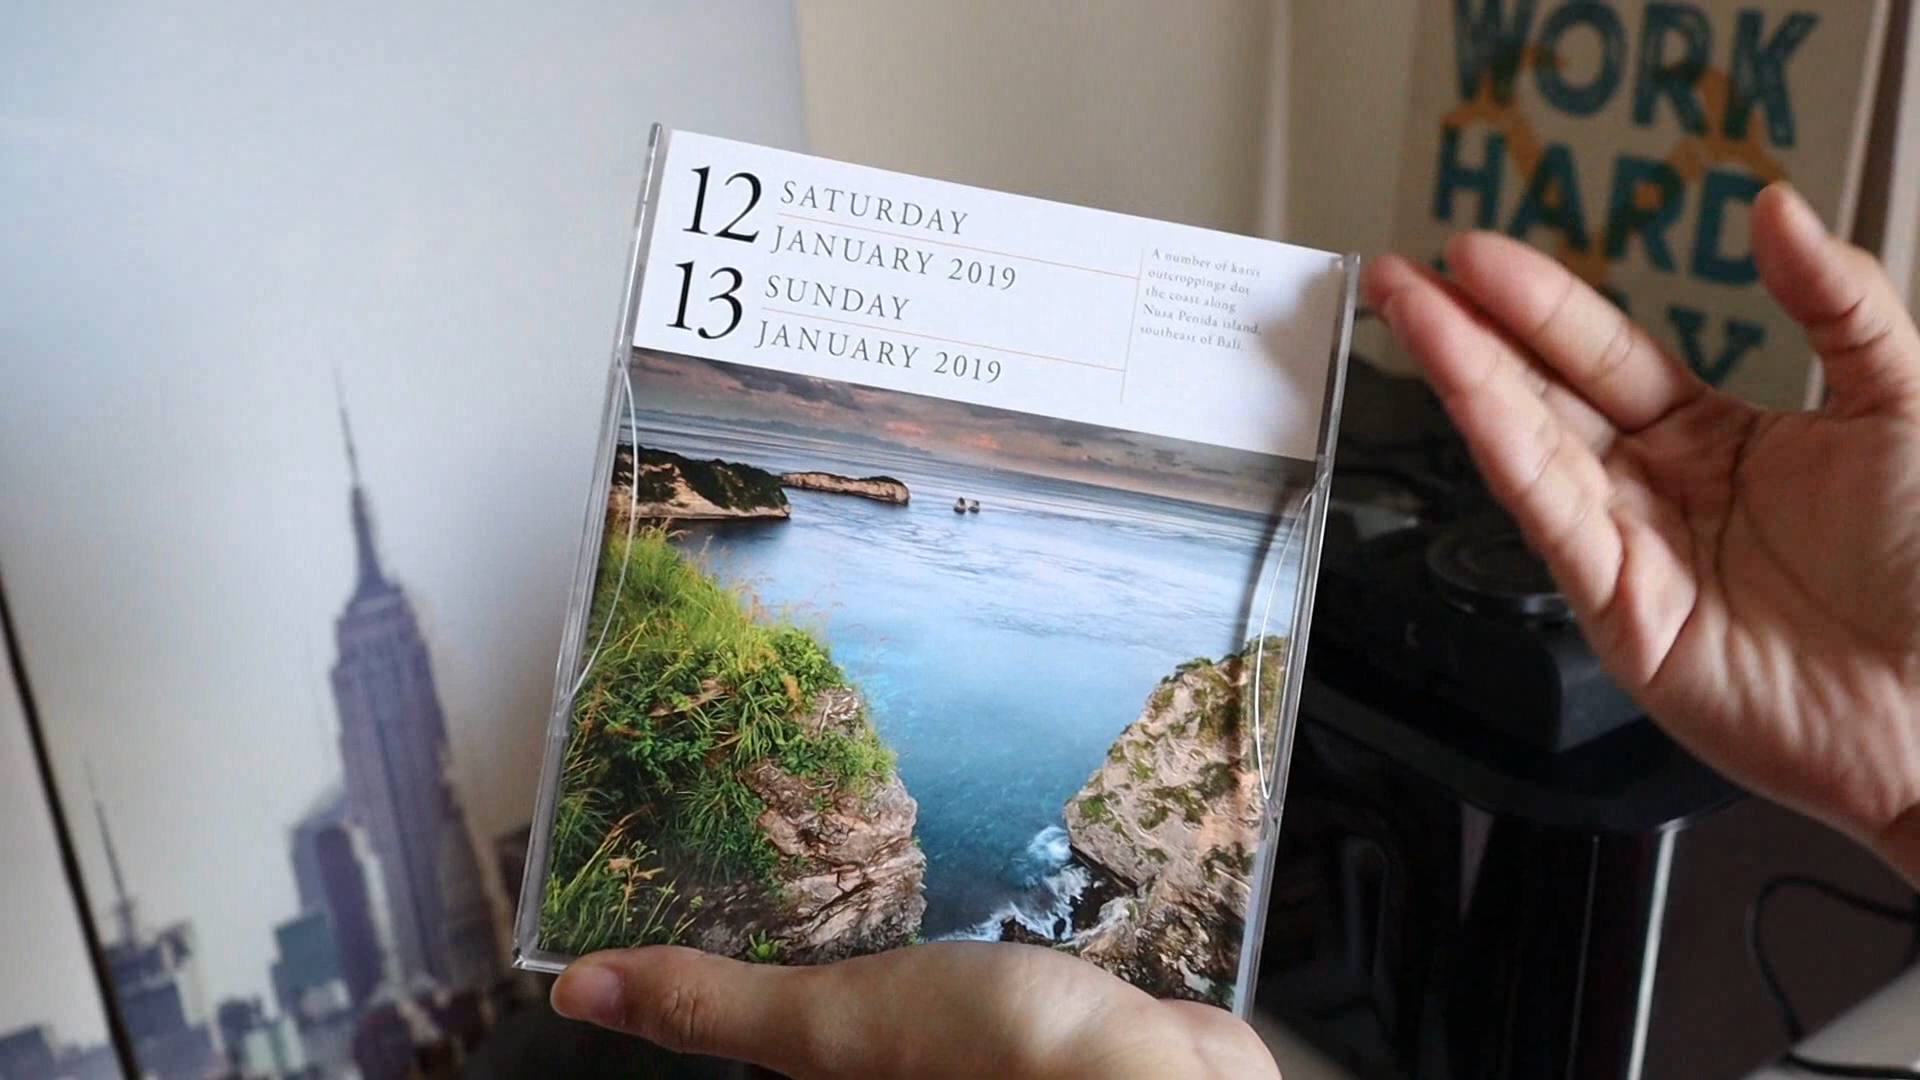 12 SATURDAY
JANUARY 2019
13 SUNDAY
JANUARY 2019
A number of karst
outcroppings dot
the coast along
Nusa Penida island,
southeast of Bali.
WORK
HARD